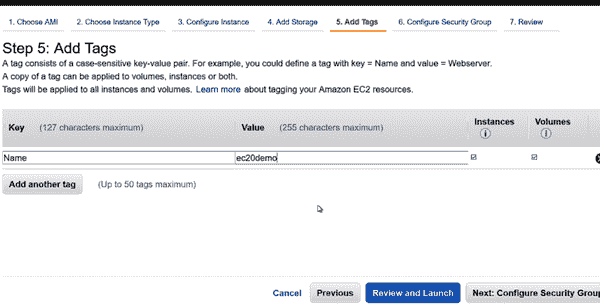 1. Choose AMI 2. Choose Instance Type 3. Configure Instance 4. Add Storage 5. Add Tags 6. Configure Security Group 7. Review
Step 5: Add Tags
A tag consists of a case-sensitive key-value pair. For example, you could define a tag with key = Name and value = Webserver.
A copy of a tag can be applied to volumes, instances or both.
Tags will be applied to all instances and volumes. Learn more about tagging your Amazon EC2 resources.
Key (127 characters maximum) Value (255 characters maximum) Instances Volumes
Name ec20demo
Add another tag (Up to 50 tags maximum)
Cancel Previous Review and Launch Next: Configure Security Group